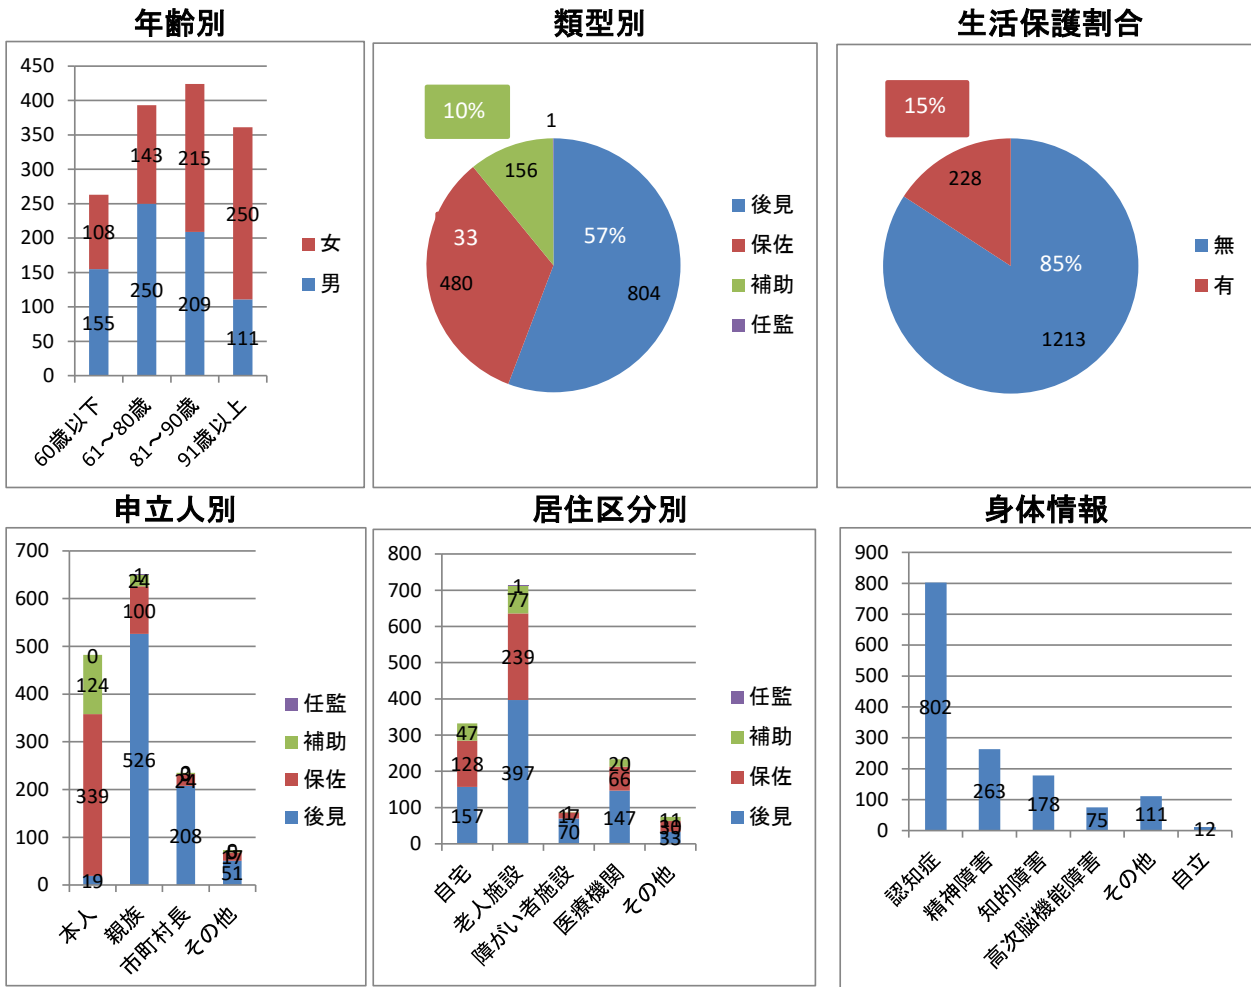 年齢別
450
400
350
300
250
200
150
100
50
0
143
215
250
108
250
209
155
111
60歳以下
61～80歳
81～90歳
91歳以上
女
男
類型別
10%
1
156
33
480
57%
804
後見
保佐
補助
任監
生活保護割合
15%
228
85%
1213
無
有
申立人別
700
600
500
400
300
200
100
0
0
124
339
19
1
24
100
526
24
208
17
51
本人
親族
市町村長
その他
任監
補助
保佐
後見
居住区分別
800
700
600
500
400
300
200
100
0
47
128
157
1
77
239
397
1
17
70
20
66
147
11
30
33
自宅
老人施設
障がい者施設
医療機関
その他
任監
補助
保佐
後見
身体情報
900
800
700
600
500
400
300
200
100
0
802
263
178
75
111
12
認知症
精神障害
知的障害
高次脳機能障害
その他
自立